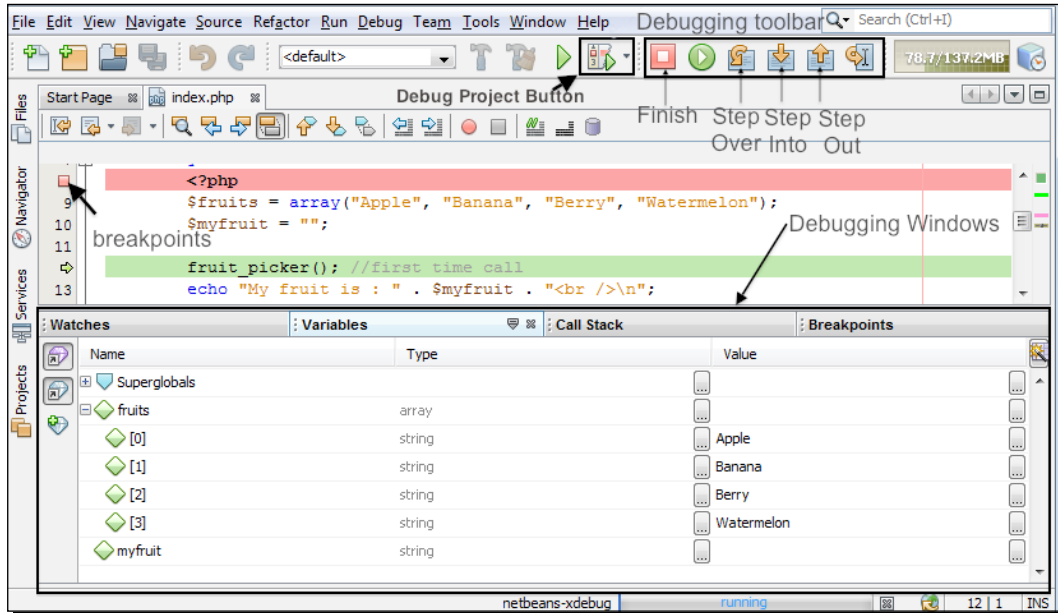 File Edit View Navigate Source Refactor Run Debug Team Tools Window Help
Debugging toolbar
Search (Ctrl+I)
<default>
78.7/137.2MB
Files
Navigator
Services
Projects
Start Page
index.php
Debug Project Button
Finish
Step Over
Step Into
Step Out
<?php
9 $fruits = array("Apple", "Banana", "Berry", "Watermelon");
10 $myfruit = "";
11
breakpoints
Debugging Windows
fruit_picker(); //first time call
13 echo "My fruit is : " . $myfruit . "<br />\n";
Watches Variables Call Stack Breakpoints
Name Type Value
Superglobals
fruits array
[0] string Apple
[1] string Banana
[2] string Berry
[3] string Watermelon
myfruit string
netbeans-xdebug running 12 | 1 INS